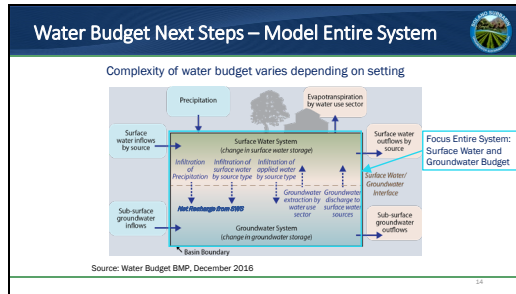 Water Budget Next Steps – Model Entire System
SOLANO SUBBASIN
Complexity of water budget varies depending on setting
Precipitation
Evapotranspiration
by water use sector
Surface
water inflows
by source
Surface Water System
(change in surface water storage)
Surface water
outflows by
source
Focus Entire System:
Surface Water and
Groundwater Budget
Infiltration
of
Precipitation
Infiltration of
surface water
by source type
Infiltration of
applied water
by source type
Surface Water/
Groundwater
Interface
Groundwater
extraction by
water use
sector
Groundwater
discharge to
surface water
sources
Net Recharge from SWS
Sub-surface
groundwater
inflows
Groundwater System
(change in groundwater storage)
Sub-surface
groundwater
outflows
Basin Boundary
Source: Water Budget BMP, December 2016
14